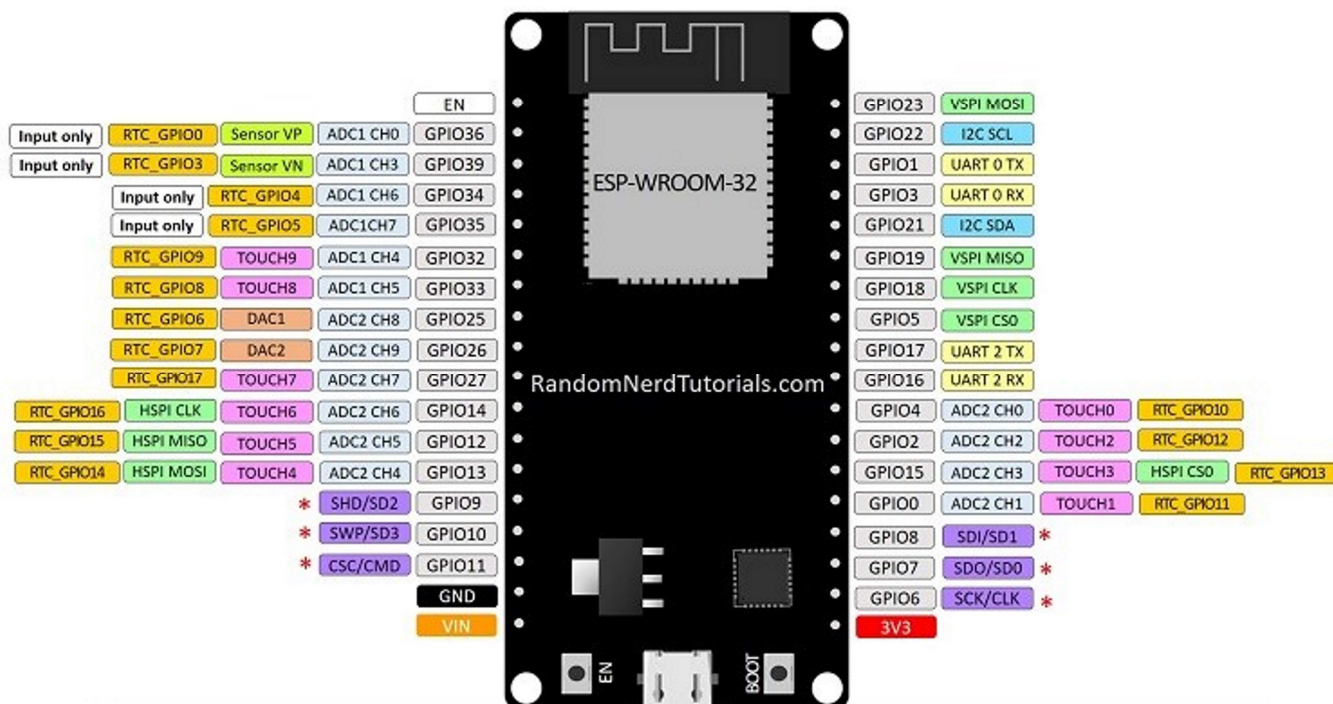 EN
GPIO23 VSPI MOSI
Input only RTC_GPIO0 Sensor VP ADC1 CH0 GPIO36
GPIO22 I2C SCL
Input only RTC_GPIO3 Sensor VN ADC1 CH3 GPIO39
GPIO1 UART 0 TX
Input only RTC_GPIO4 ADC1 CH6 GPIO34
ESP-WROOM-32
GPIO3 UART 0 RX
Input only RTC_GPIO5 ADC1CH7 GPIO35
GPIO21 I2C SDA
RTC_GPIO9 TOUCH9 ADC1 CH4 GPIO32
GPIO19 VSPI MISO
RTC_GPIO8 TOUCH8 ADC1 CH5 GPIO33
GPIO18 VSPI CLK
RTC_GPIO6 DAC1 ADC2 CH8 GPIO25
GPIO5 VSPI CS0
RTC_GPIO7 DAC2 ADC2 CH9 GPIO26
GPIO17 UART 2 TX
RTC_GPIO17 TOUCH7 ADC2 CH7 GPIO27
RandomNerdTutorials.com
GPIO16 UART 2 RX
RTC_GPIO16 HSPI CLK TOUCH6 ADC2 CH6 GPIO14
GPIO4 ADC2 CH0 TOUCH0 RTC_GPIO10
RTC_GPIO15 HSPI MISO TOUCH5 ADC2 CH5 GPIO12
GPIO2 ADC2 CH2 TOUCH2 RTC_GPIO12
RTC_GPIO14 HSPI MOSI TOUCH4 ADC2 CH4 GPIO13
GPIO15 ADC2 CH3 TOUCH3 HSPI CS0 RTC_GPIO13
* SHD/SD2 GPIO9
GPIO0 ADC2 CH1 TOUCH1 RTC_GPIO11
* SWP/SD3 GPIO10
GPIO8 SDI/SD1 *
* CSC/CMD GPIO11
GPIO7 SDO/SD0 *
GND
GPIO6 SCK/CLK *
VIN
3V3
EN
BOOT